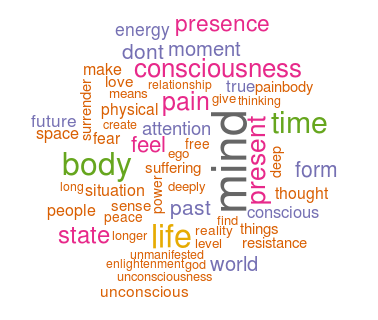 energy presence
dont moment
make consciousness
love relationship
surrender means true painbody
physical pain give thinking
future create attention free mind present time
space fear feel
ego deep
body suffering form
long situation power deeply thought
people sense past conscious
peace find
state longer life reality things
level resistance
unmanifested
enlightenment god world
unconsciousness
unconscious